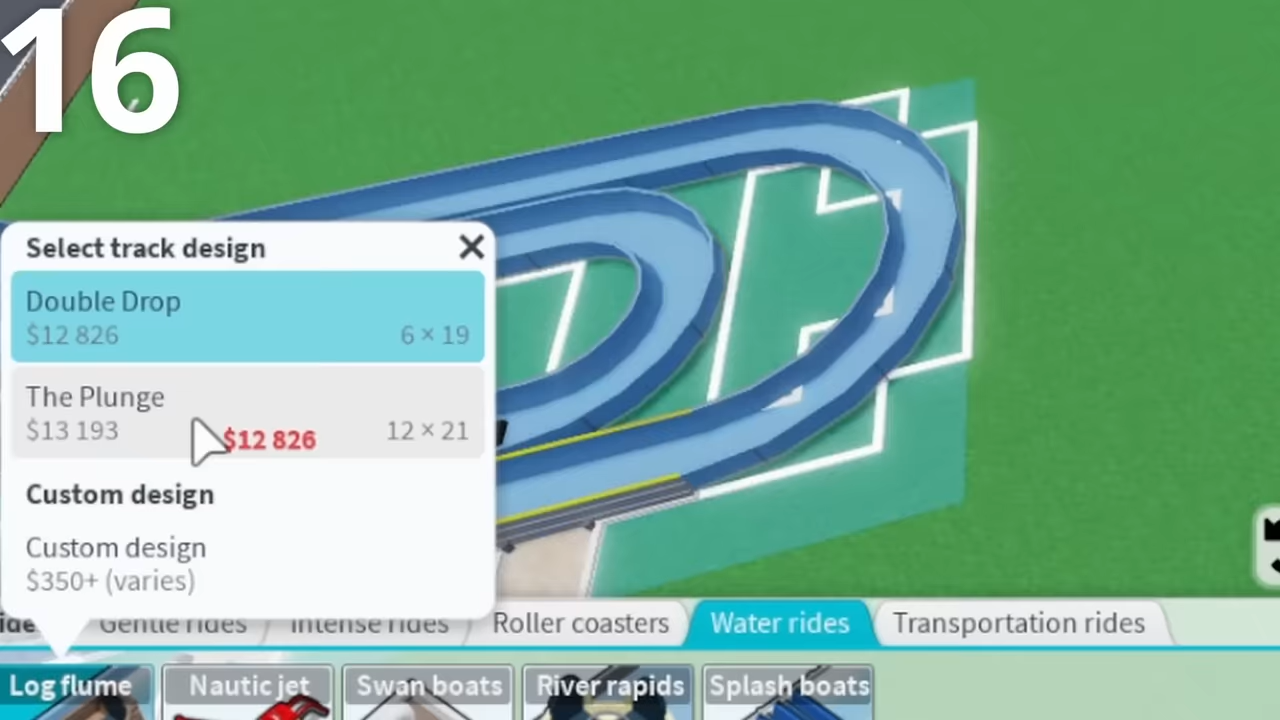 16
Select track design
Double Drop
$12 826 6 × 19
The Plunge
$13 193 12 × 21
$12 826
Custom design
Custom design
$350+ (varies)
Gentle rides Intense rides Roller coasters Water rides Transportation rides
Log flume Nautic jet Swan boats River rapids Splash boats